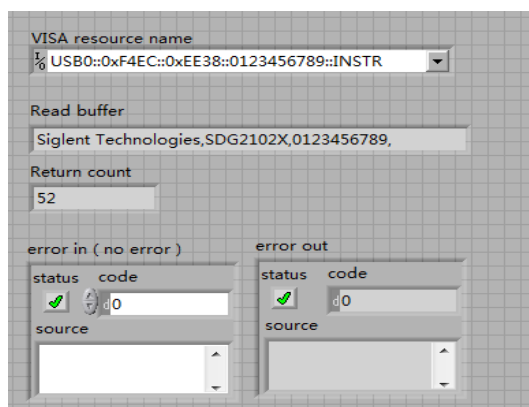 VISA resource name
I/O USB0::0xF4EC::0xEE38::0123456789::INSTR
Read buffer
Siglent Technologies,SDG2102X,0123456789,
Return count
52
error in ( no error ) error out
status code status code
d 0 d 0
source source